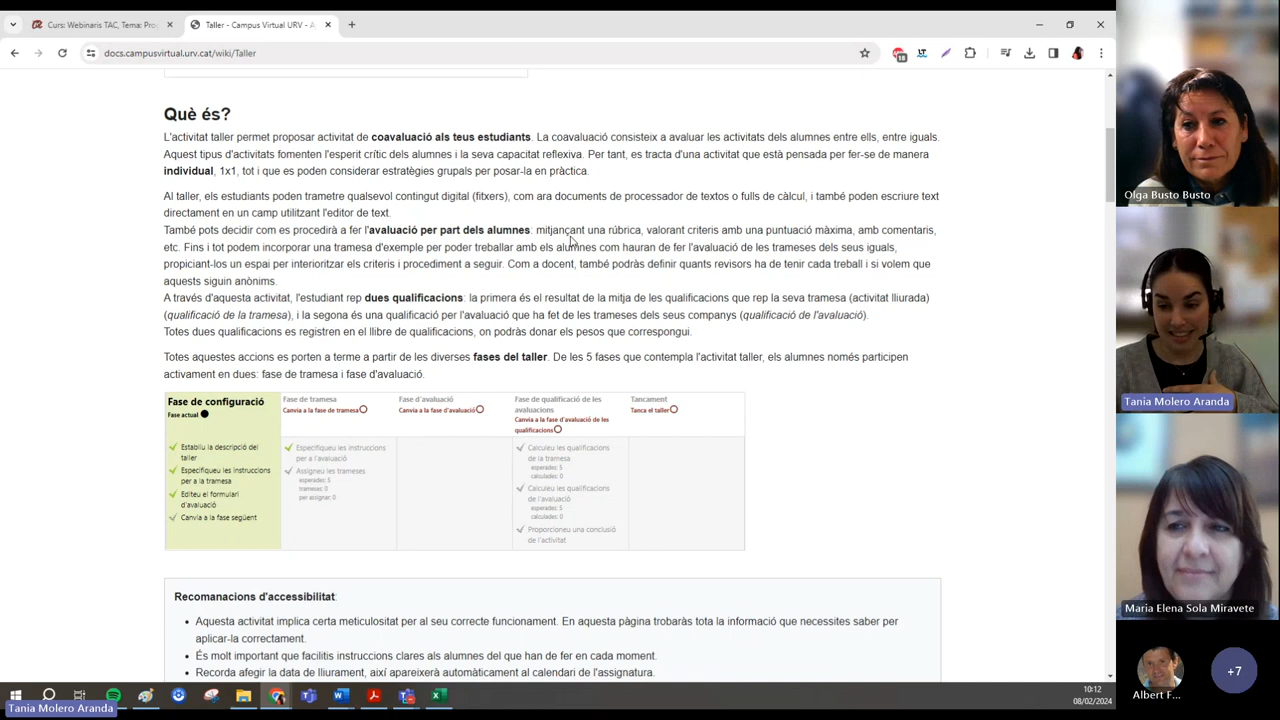 Curs: Webinaris TAC, Tema: Pro
Taller - Campus Virtual URV - A
docs.campusvirtual.urv.cat/wiki/Taller
Què és?
L'activitat taller permet proposar activitat de coavaluació als teus estudiants. La coavaluació consisteix a avaluar les activitats dels alumnes entre ells, entre iguals.
Aquest tipus d'activitats fomenten l'esperit crític dels alumnes i la seva capacitat reflexiva. Per tant, es tracta d'una activitat que està pensada per fer-se de manera
individual, 1x1, tot i que es poden considerar estratègies grupals per posar-la en pràctica.
Al taller, els estudiants poden trametre qualsevol contingut digital (fitxers), com ara documents de processador de textos o fulls de càlcul, i també poden escriure text
directament en un camp utilitzant l'editor de text.
També pots decidir com es procedirà a fer l'avaluació per part dels alumnes: mitjançant una rúbrica, valorant criteris amb una puntuació màxima, amb comentaris,
etc. Fins i tot podem incorporar una tramesa d'exemple per poder treballar amb els alumnes com hauran de fer l'avaluació de les trameses dels seus iguals,
propiciant-los un espai per interioritzar els criteris i procediment a seguir. Com a docent, també podràs definir quants revisors ha de tenir cada treball i si volem que
aquests siguin anònims.
A través d'aquesta activitat, l'estudiant rep dues qualificacions: la primera és el resultat de la mitja de les qualificacions que rep la seva tramesa (activitat lliurada)
(qualificació de la tramesa), i la segona és una qualificació per l'avaluació que ha fet de les trameses dels seus companys (qualificació de l'avaluació).
Totes dues qualificacions es registren en el llibre de qualificacions, on podràs donar els pesos que correspongui.
Totes aquestes accions es porten a terme a partir de les diverses fases del taller. De les 5 fases que contempla l'activitat taller, els alumnes només participen
activament en dues: fase de tramesa i fase d'avaluació.
Fase de configuració
Fase actual
Establiu la descripció del
taller
Especifiqueu les instruccions
per a la tramesa
Editeu el formulari
d'avaluació
Canvia a la fase següent
Fase de tramesa
Canvia a la fase de tramesa
Especifiqueu les instruccions
per a l'avaluació
Assigneu les trameses
esperades: 5
trameses: 0
per assignar: 0
Fase d'avaluació
Canvia a la fase d'avaluació
Fase de qualificació de les
avaluacions
Canvia a la fase d'avaluació de les
qualificacions
Calculeu les qualificacions
de la tramesa
esperades: 5
calculades: 0
Calculeu les qualificacions
de l'avaluació
esperades: 5
calculades: 0
Proporcioneu una conclusió
de l'activitat
Tancament
Tanca el taller
Recomanacions d'accessibilitat:
• Aquesta activitat implica certa meticulositat per al seu correcte funcionament. En aquesta pàgina trobaràs tota la informació que necesites saber per
aplicar-la correctament.
• És molt important que facilitis instruccions clares als alumnes del que han de fer en cada moment.
• Recorda afegir la data de lliurament, així apareixerà automàticament al calendari de l'assignatura.
10:12
08/02/2024
Tania Molero Aranda
Olga Busto Busto
Tania Molero Aranda
Maria Elena Sola Miravete
Albert F...
+7